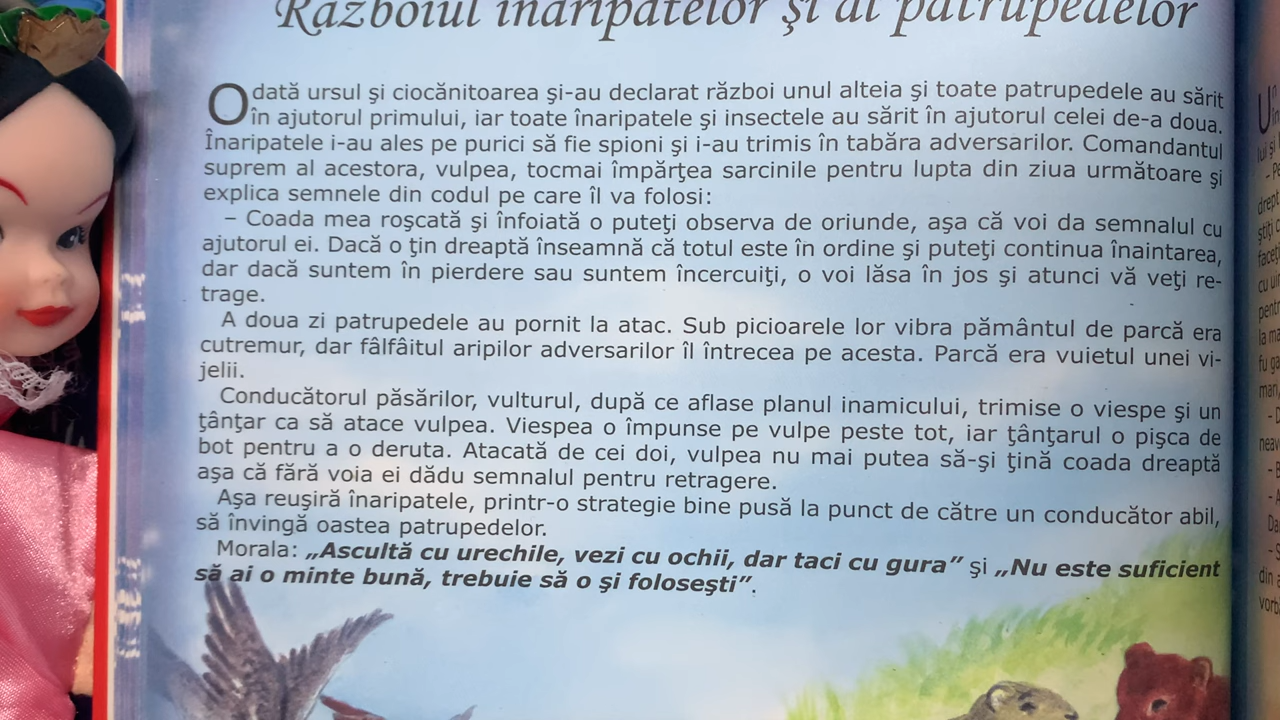 Războiul înaripatelor şi al patrupedelor
Odată ursul şi ciocănitoarea şi-au declarat război unul alteia şi toate patrupedele au sărit
în ajutorul primului, iar toate înaripatele şi insectele au sărit în ajutorul celei de-a doua.
Înaripatele i-au ales pe purici să fie spioni şi i-au trimis în tabăra adversarilor. Comandantul
suprem al acestora, vulpea, tocmai împărţea sarcinile pentru lupta din ziua următoare şi
explica semnele din codul pe care îl va folosi:
– Coada mea roşcată şi înfoiată o puteţi observa de oriunde, aşa că voi da semnalul cu
ajutorul ei. Dacă o ţin dreaptă înseamnă că totul este în ordine şi puteţi continua înaintarea,
dar dacă suntem în pierdere sau suntem încercuiţi, o voi lăsa în jos şi atunci vă veţi re-
trage.
A doua zi patrupedele au pornit la atac. Sub picioarele lor vibra pământul de parcă era
cutremur, dar fâlfâitul aripilor adversarilor îl întrecea pe acesta. Parcă era vuietul unei vi-
jelii.
Conducătorul păsărilor, vulturul, după ce aflase planul inamicului, trimise o viespe şi un
ţânţar ca să atace vulpea. Viespea o împunse pe vulpe peste tot, iar ţânţarul o pişca de
bot pentru a o deruta. Atacată de cei doi, vulpea nu mai putea să-şi ţină coada dreaptă
aşa că fără voia ei dădu semnalul pentru retragere.
Aşa reuşiră înaripatele, printr-o strategie bine pusă la punct de către un conducător abil,
să învingă oastea patrupedelor.
Morala: „Ascultă cu urechile, vezi cu ochii, dar taci cu gura” şi „Nu este suficient
să ai o minte bună, trebuie să o şi foloseşti”.